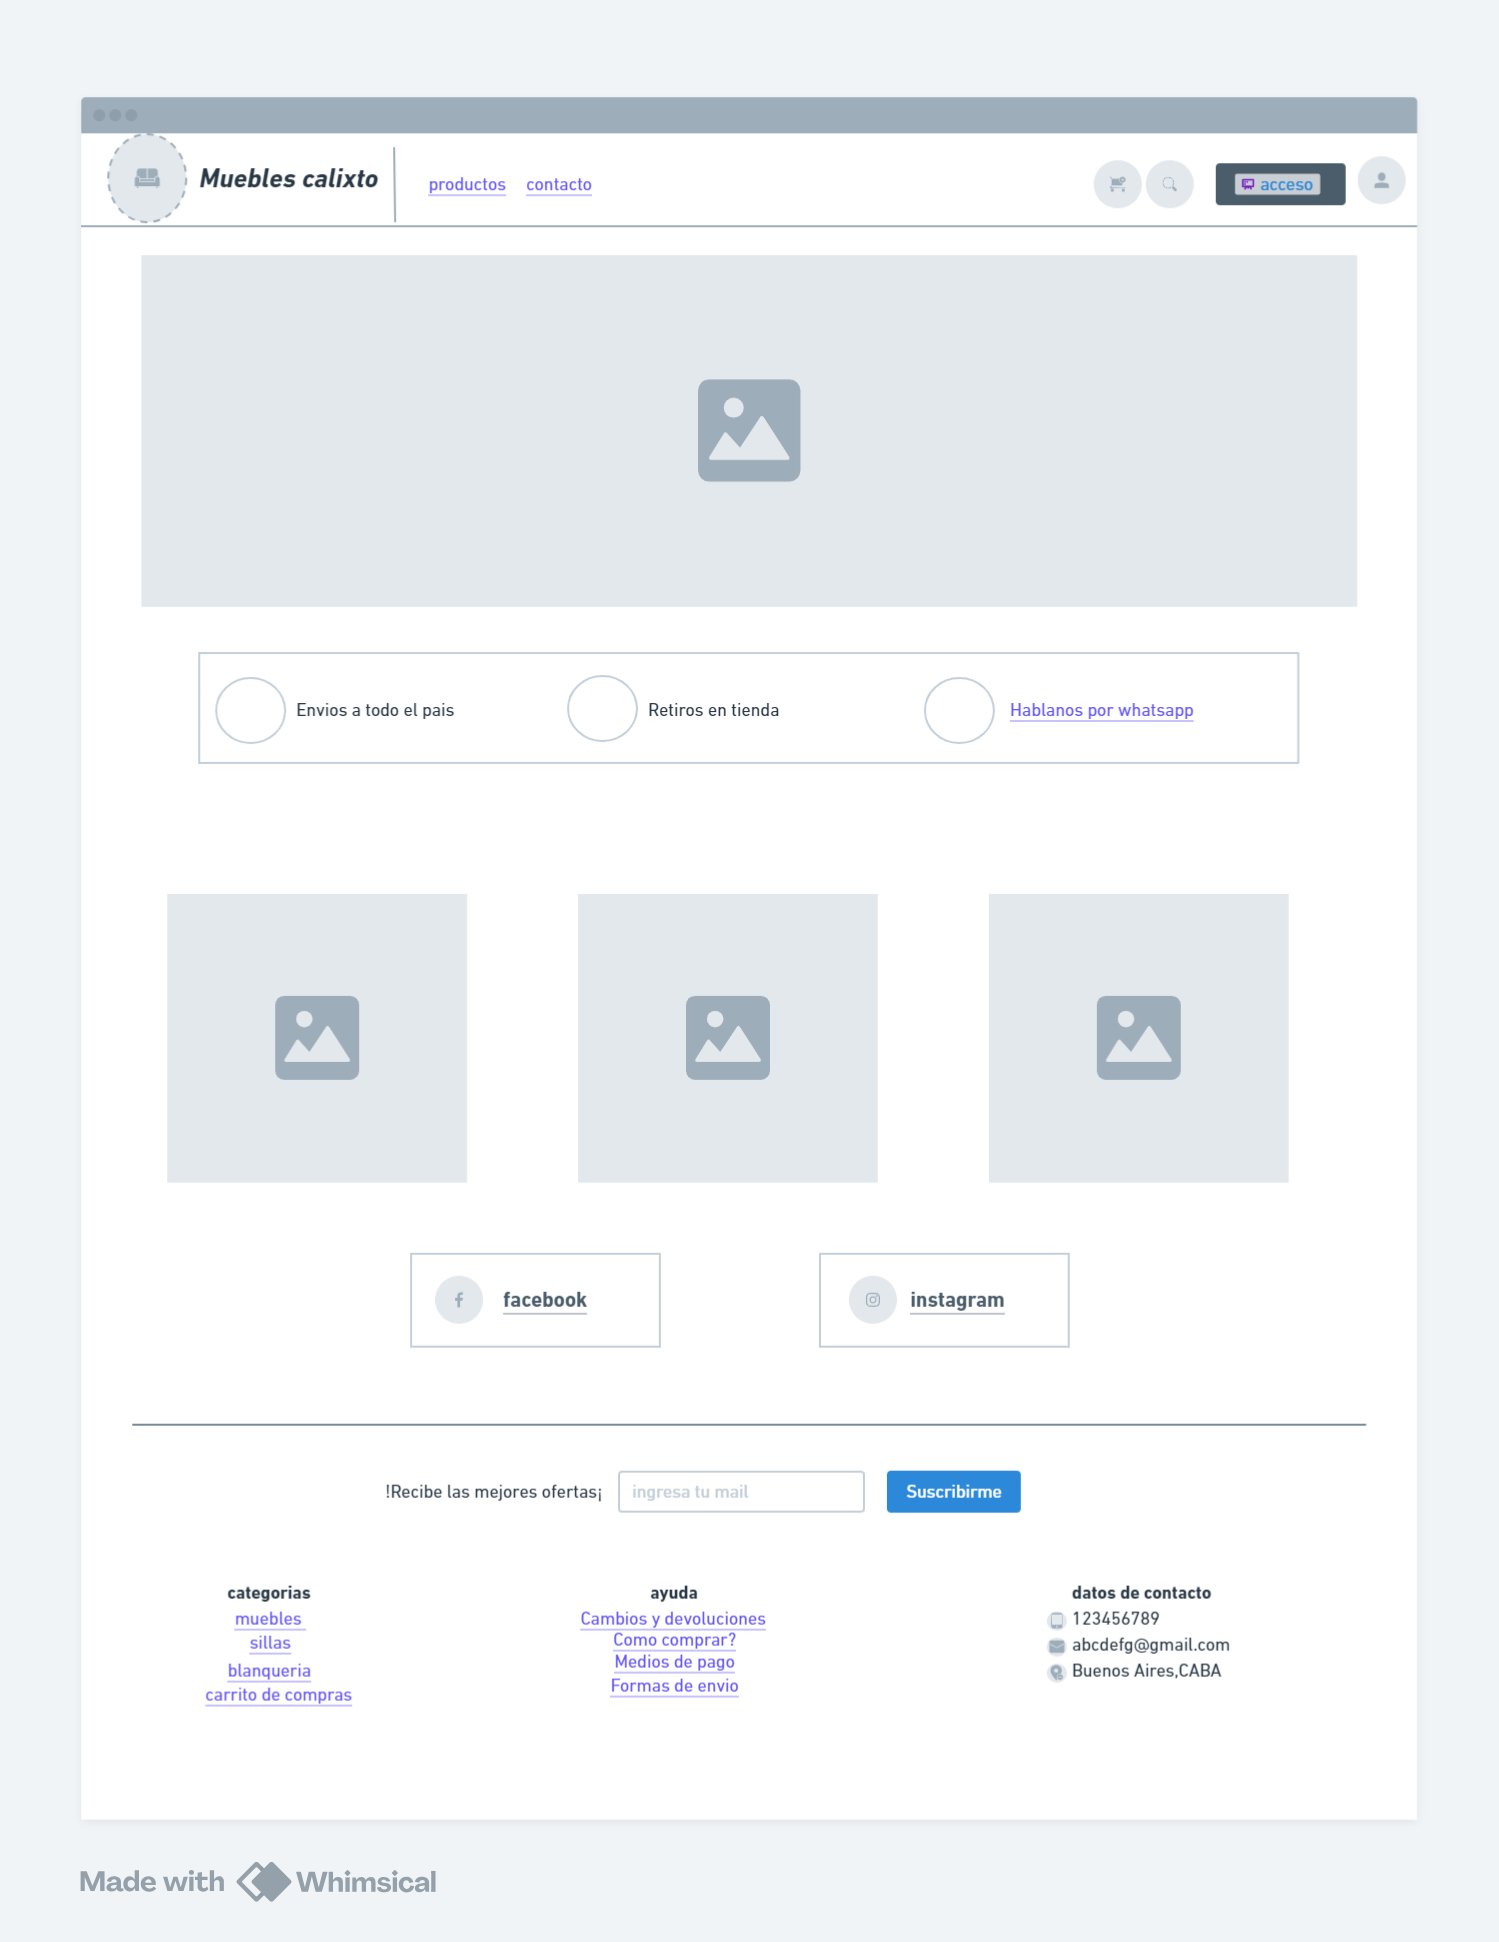 Muebles calixto
productos
contacto
acceso
Envios a todo el pais
Retiros en tienda
Hablanos por whatsapp
facebook
instagram
!Recibe las mejores ofertas¡
ingresa tu mail
Suscribirme
categorias
muebles
sillas
blanqueria
carrito de compras
ayuda
Cambios y devoluciones
Como comprar?
Medios de pago
Formas de envio
datos de contacto
123456789
abcdefg@gmail.com
Buenos Aires,CABA
Made with Whimsical